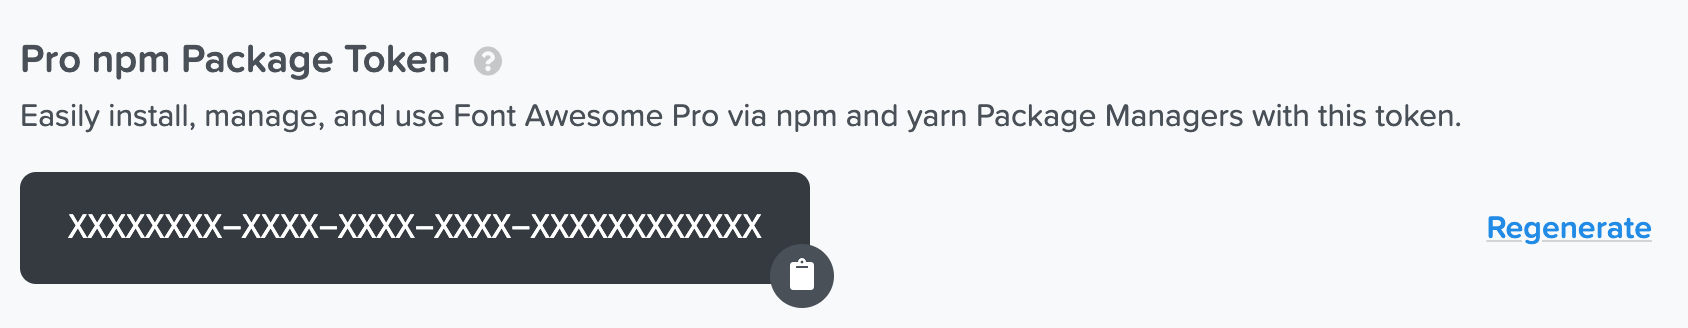 Pro npm Package Token ?
Easily install, manage, and use Font Awesome Pro via npm and yarn Package Managers with this token.
XXXXXXXX–XXXX–XXXX–XXXX–XXXXXXXXXXXX
Regenerate